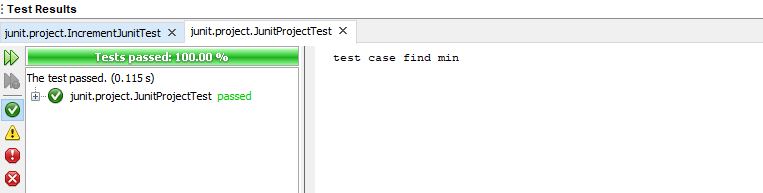 Test Results
junit.project.IncrementJunitTest
junit.project.JunitProjectTest
Tests passed: 100.00 %
The test passed. (0.115 s)
junit.project.JunitProjectTest passed
test case find min